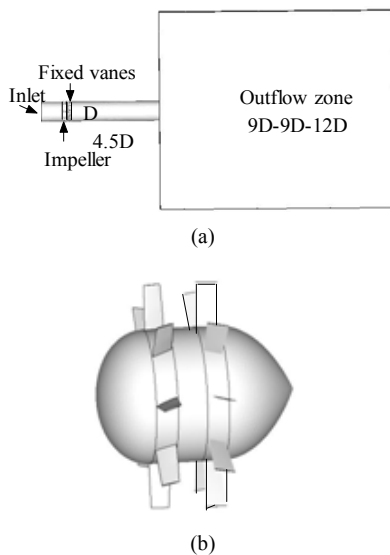 Fixed vanes
Inlet
D
Impeller
4.5D
Outflow zone
9D-9D-12D
(a)
(b)